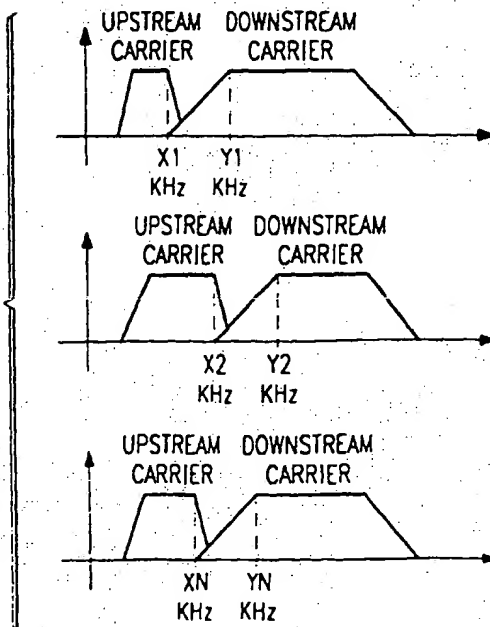 UPSTREAM DOWNSTREAM
CARRIER CARRIER
X1 Y1
KHz KHz
UPSTREAM DOWNSTREAM
CARRIER CARRIER
X2 Y2
KHz KHz
UPSTREAM DOWNSTREAM
CARRIER CARRIER
XN YN
KHz KHz